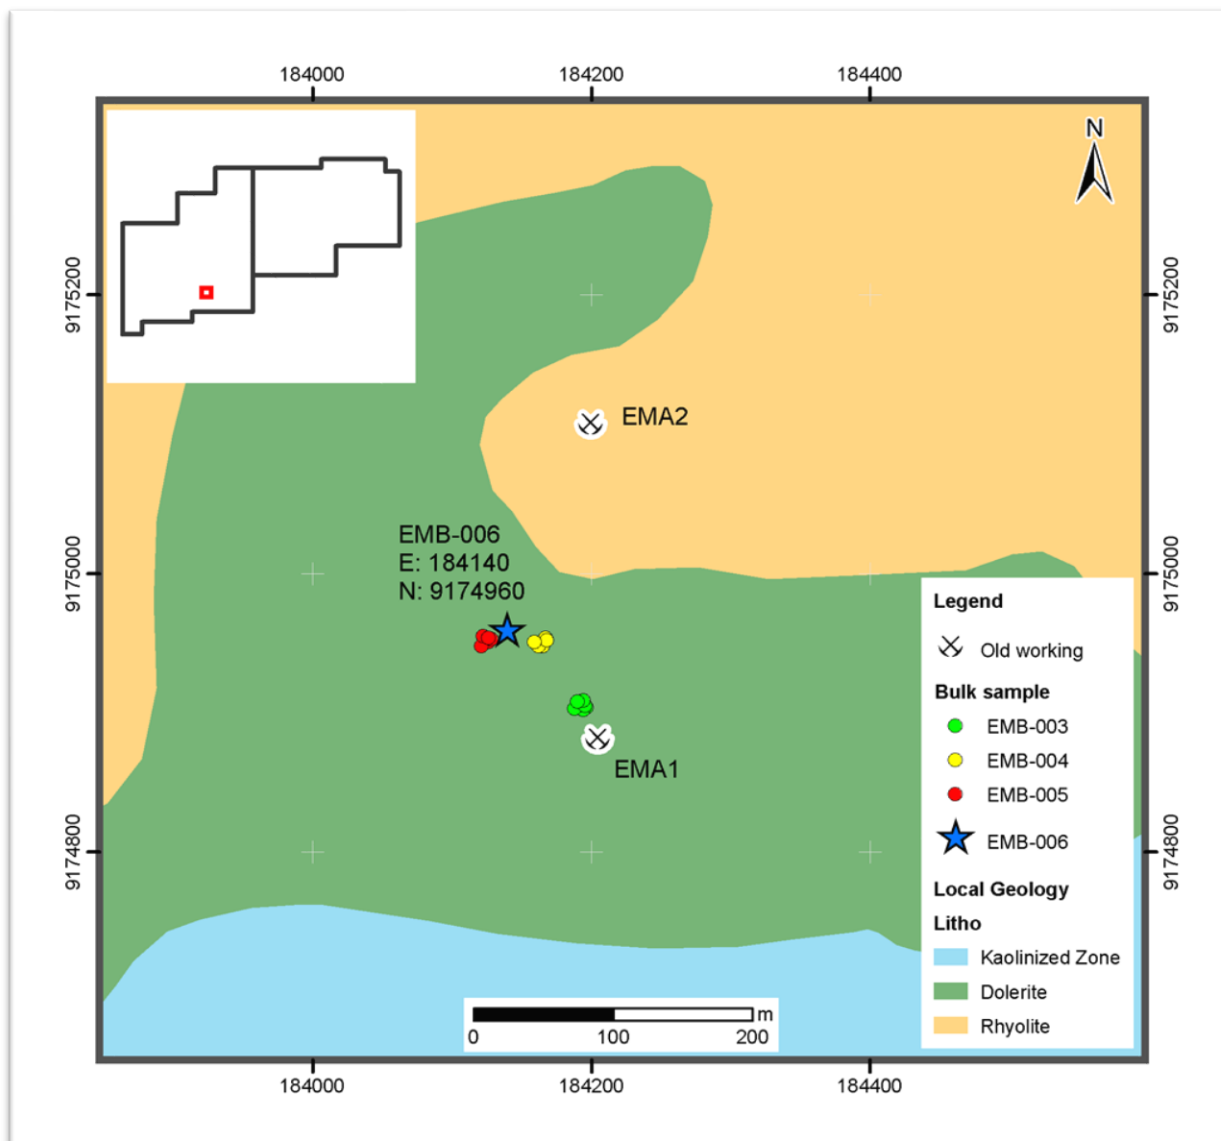 184000
184200
184400
N
9175200
9175200
EMA2
EMB-006
E: 184140
N: 9174960
9175000
9175000
EMA1
9174800
9174800
Legend
Old working
Bulk sample
EMB-003
EMB-004
EMB-005
EMB-006
Local Geology
Litho
Kaolinized Zone
Dolerite
Rhyolite
m
0
100
200
184000
184200
184400